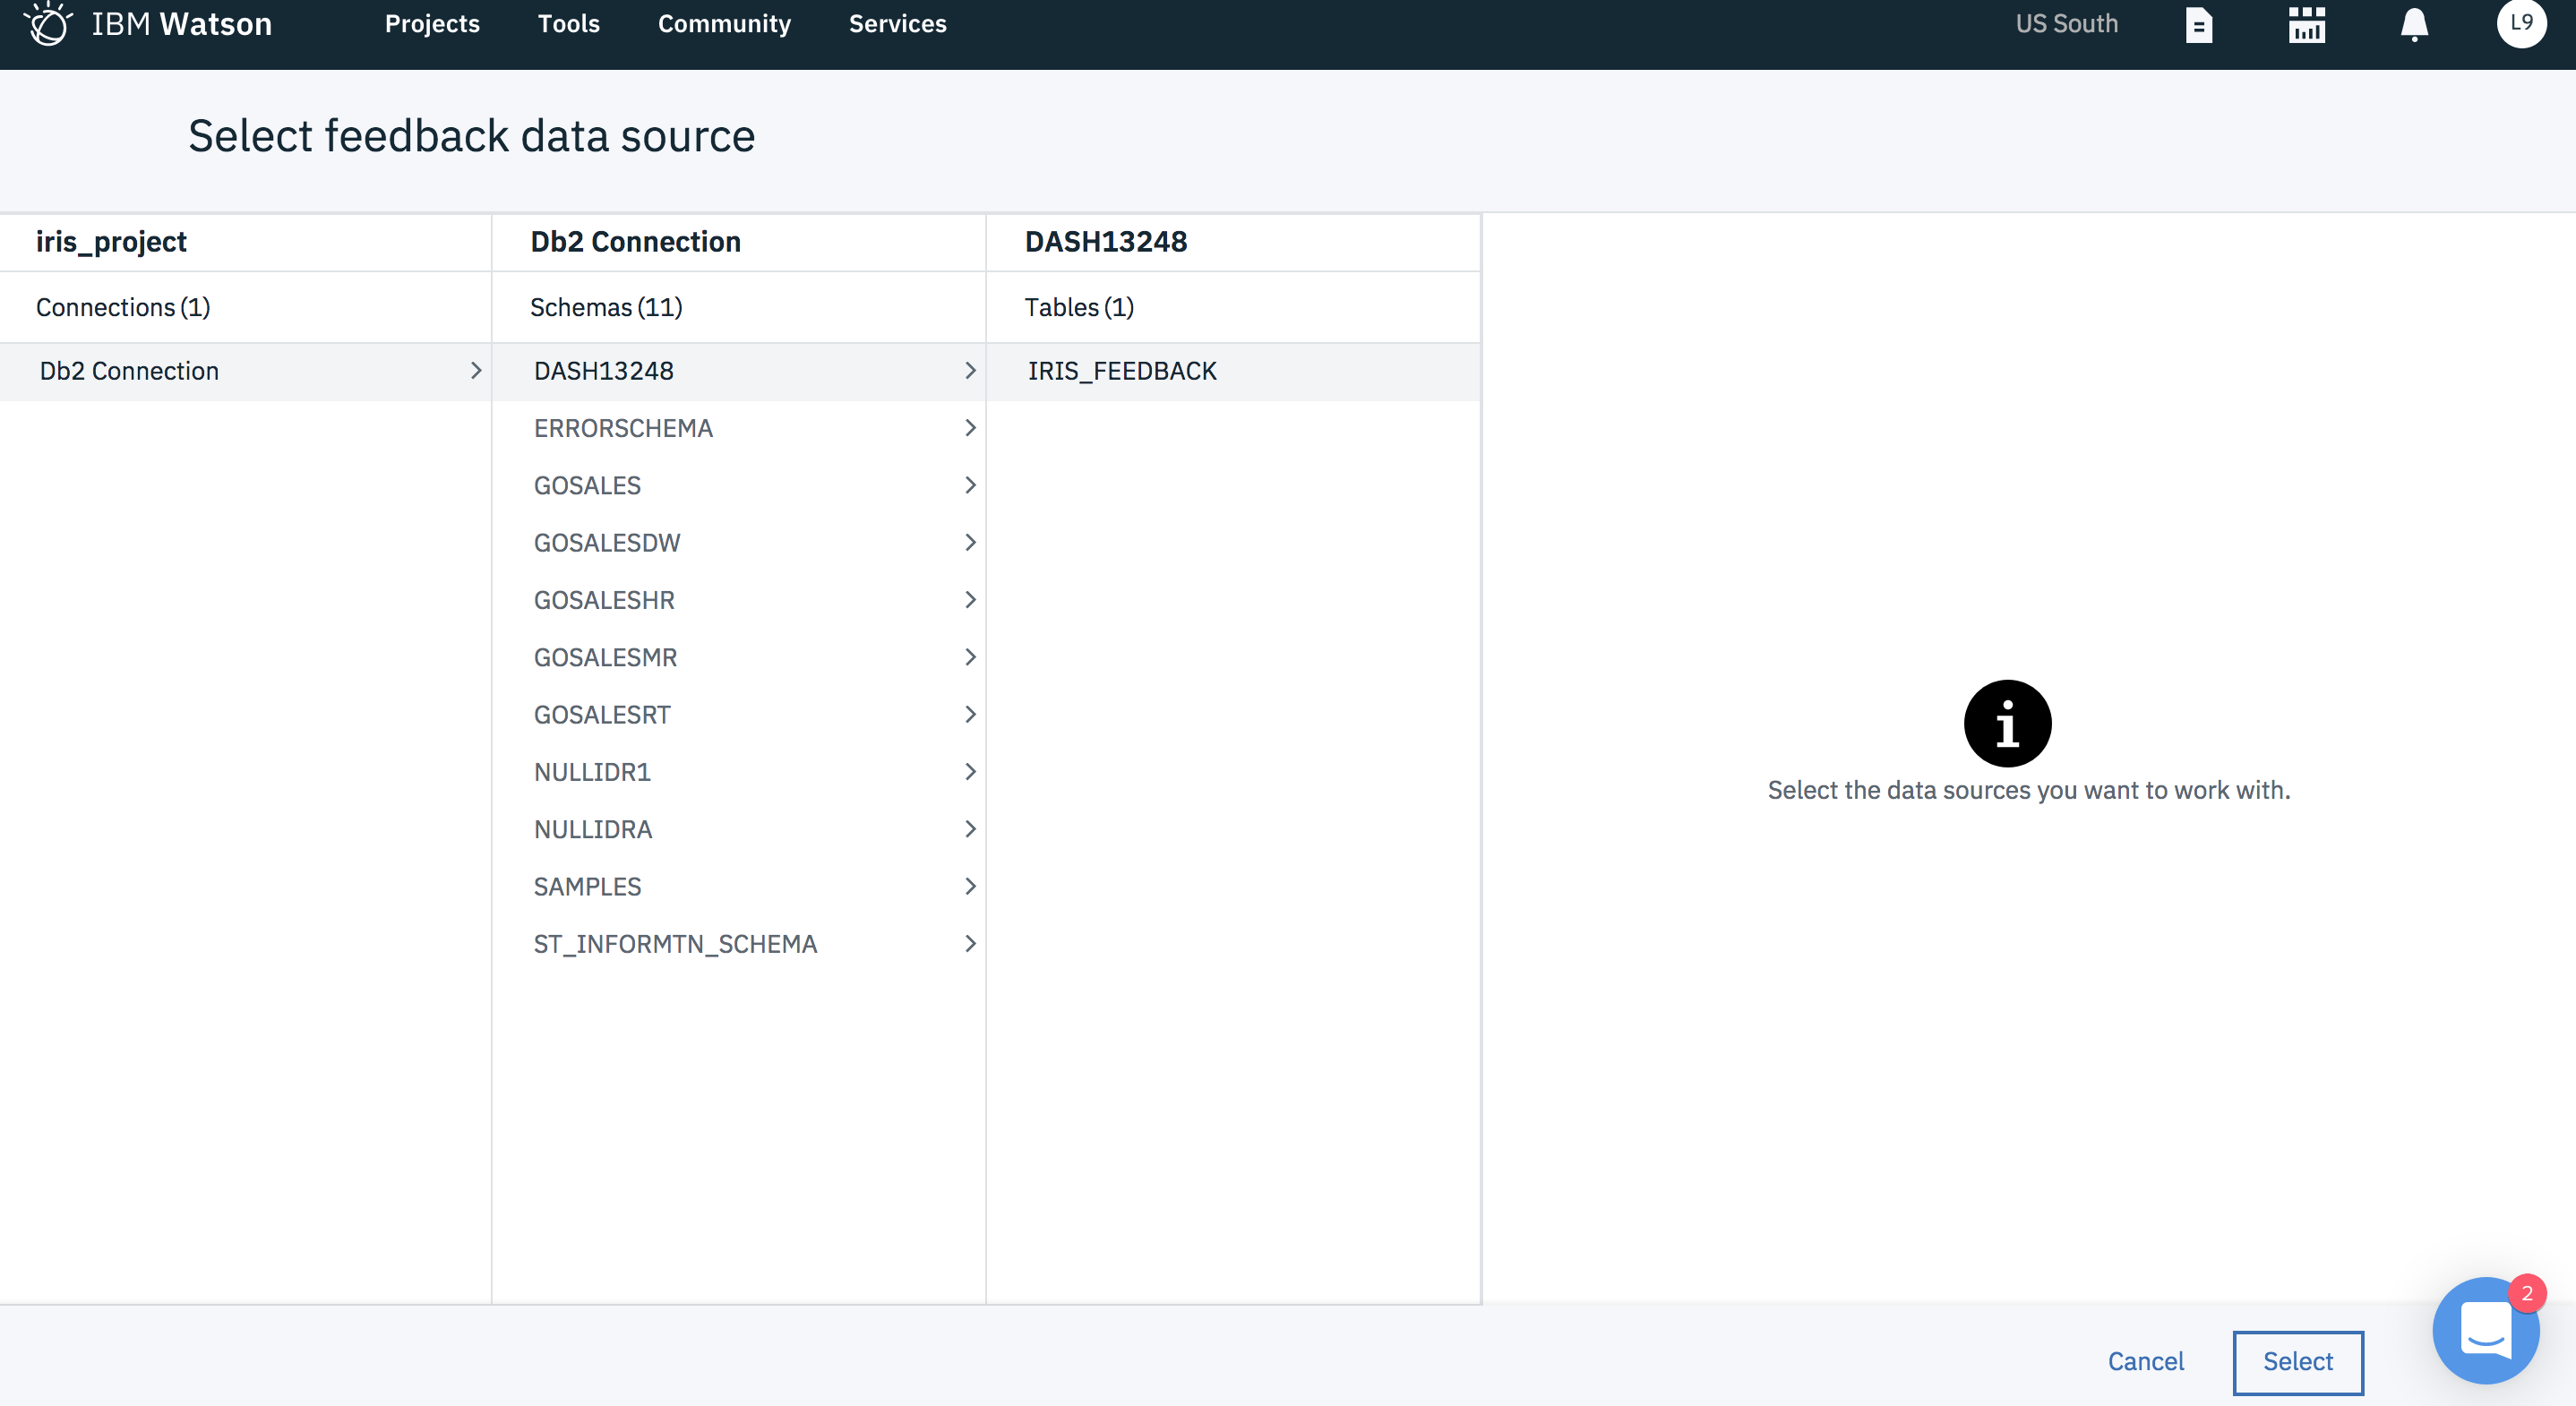 IBM Watson Projects Tools Community Services US South L9
Select feedback data source
iris_project Db2 Connection DASH13248
Connections (1) Schemas (11) Tables (1)
Db2 Connection DASH13248 IRIS_FEEDBACK
ERRORSCHEMA
GOSALES
GOSALESDW
GOSALESHR
GOSALESMR
GOSALESRT
NULLIDR1
NULLIDRA
SAMPLES
ST_INFORMTN_SCHEMA
Select the data sources you want to work with.
2
Cancel Select